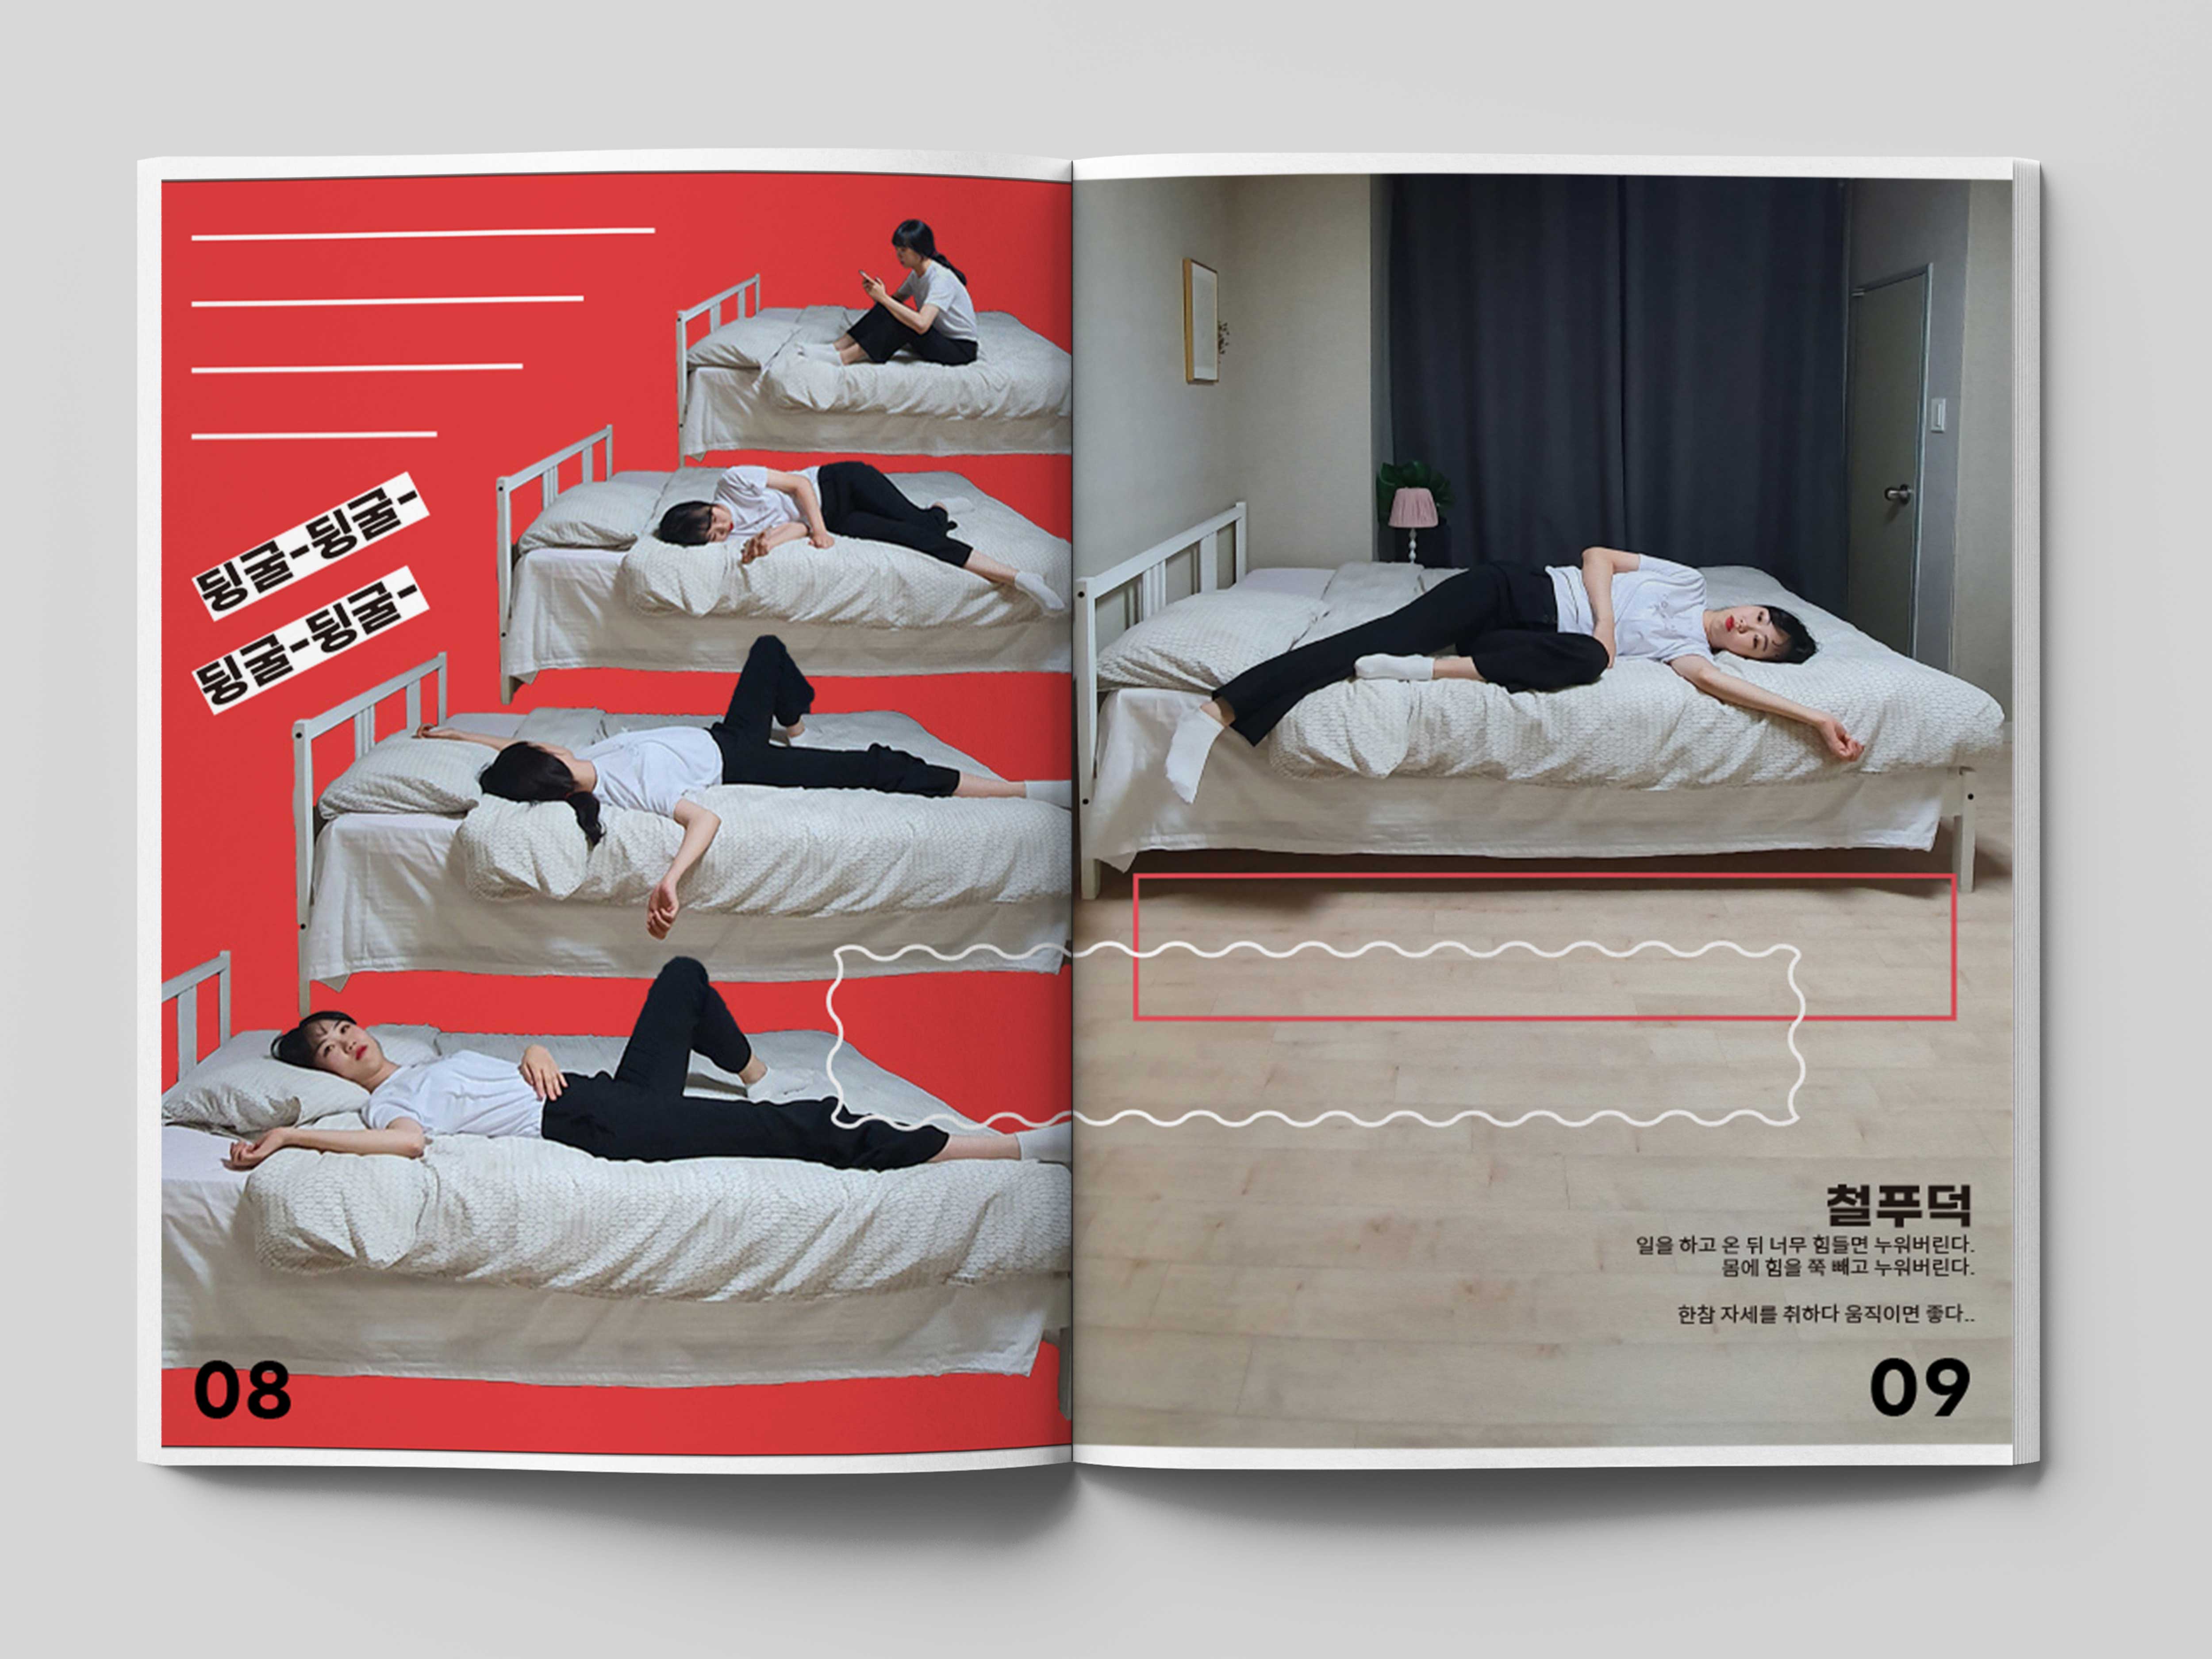 뒹굴-뒹굴-
뒹굴-뒹굴-
08
철푸덕
일을 하고 온 뒤 너무 힘들면 누워버린다.
몸에 힘을 쭉 빼고 누워버린다.
한참 자세를 취하다 움직이면 좋다..
09